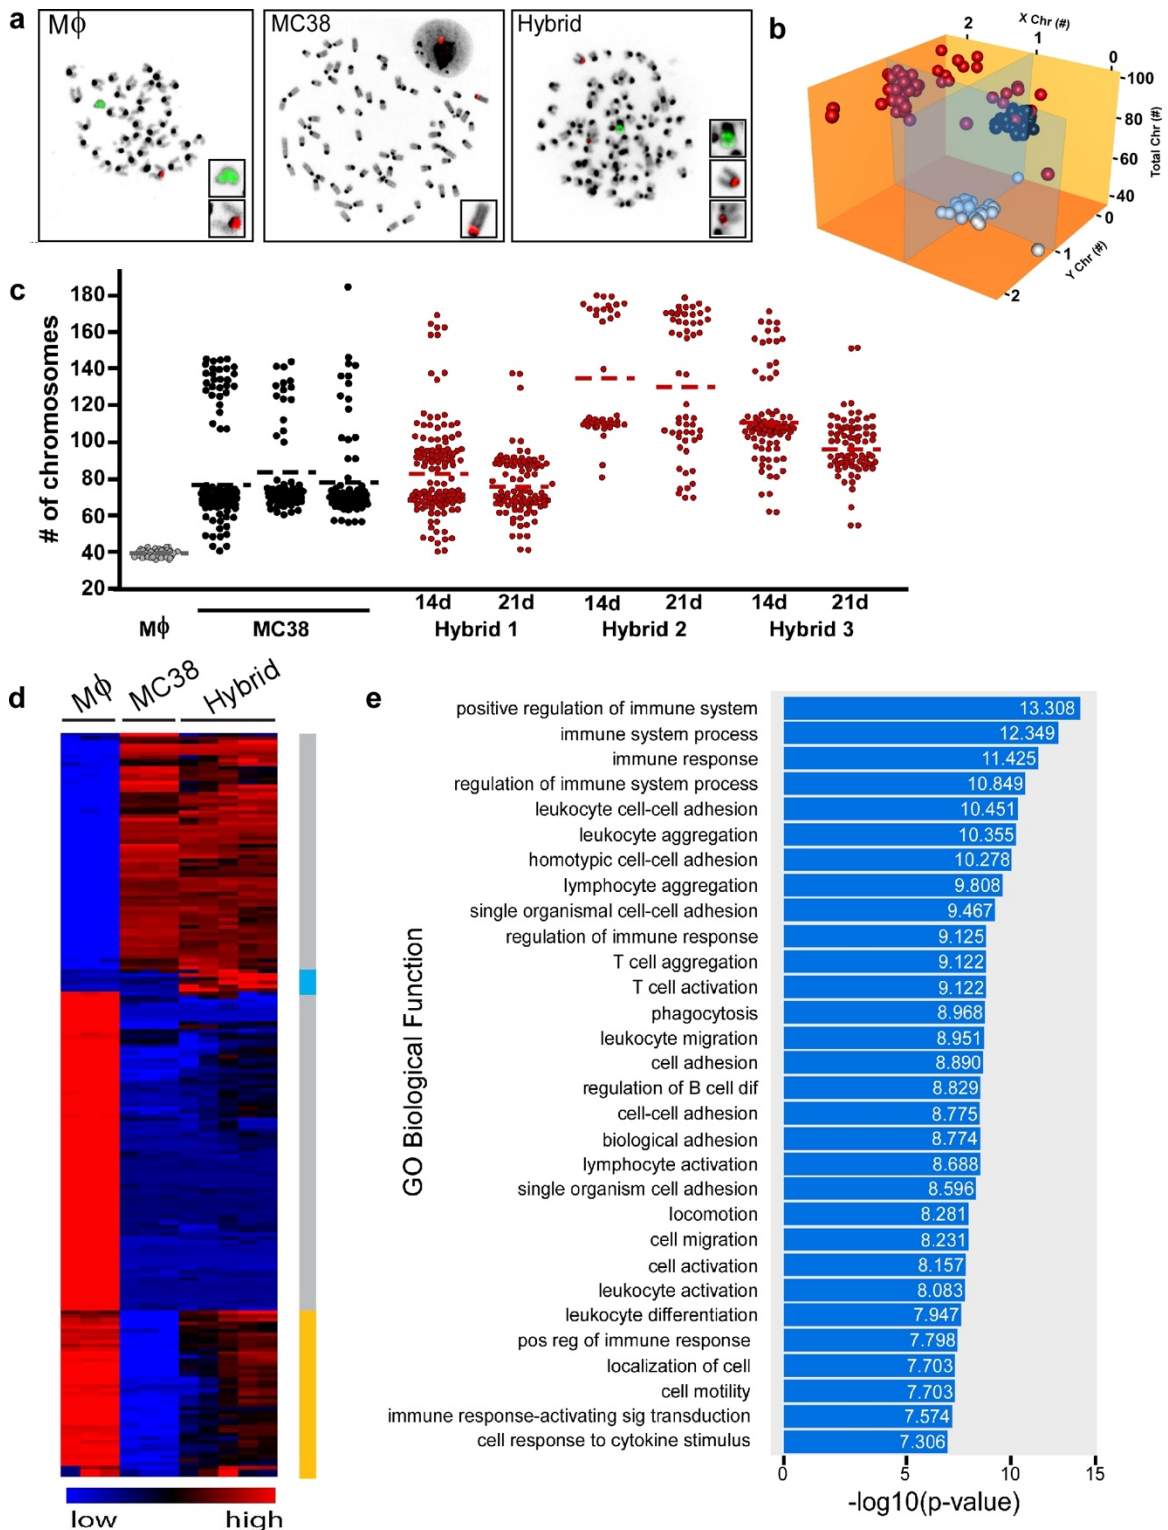 a
Mϕ
MC38
Hybrid
b
X Chr (#)
2
1
0
100
80
60
40
Total Chr (#)
0
1
2
Y Chr (#)
c
# of chromosomes
180
160
140
120
100
80
60
40
20
14d
21d
14d
21d
14d
21d
Mϕ
MC38
Hybrid 1
Hybrid 2
Hybrid 3
d
Mϕ
MC38
Hybrid
low
high
e
GO Biological Function
positive regulation of immune system 13.308
immune system process 12.349
immune response 11.425
regulation of immune system process 10.849
leukocyte cell-cell adhesion 10.451
leukocyte aggregation 10.355
homotypic cell-cell adhesion 10.278
lymphocyte aggregation 9.808
single organismal cell-cell adhesion 9.467
regulation of immune response 9.125
T cell aggregation 9.122
T cell activation 9.122
phagocytosis 8.968
leukocyte migration 8.951
cell adhesion 8.890
regulation of B cell dif 8.829
cell-cell adhesion 8.775
biological adhesion 8.774
lymphocyte activation 8.688
single organism cell adhesion 8.596
locomotion 8.281
cell migration 8.231
cell activation 8.157
leukocyte activation 8.083
leukocyte differentiation 7.947
pos reg of immune response 7.798
localization of cell 7.703
cell motility 7.703
immune response-activating sig transduction 7.574
cell response to cytokine stimulus 7.306
0 5 10 15
-log10(p-value)